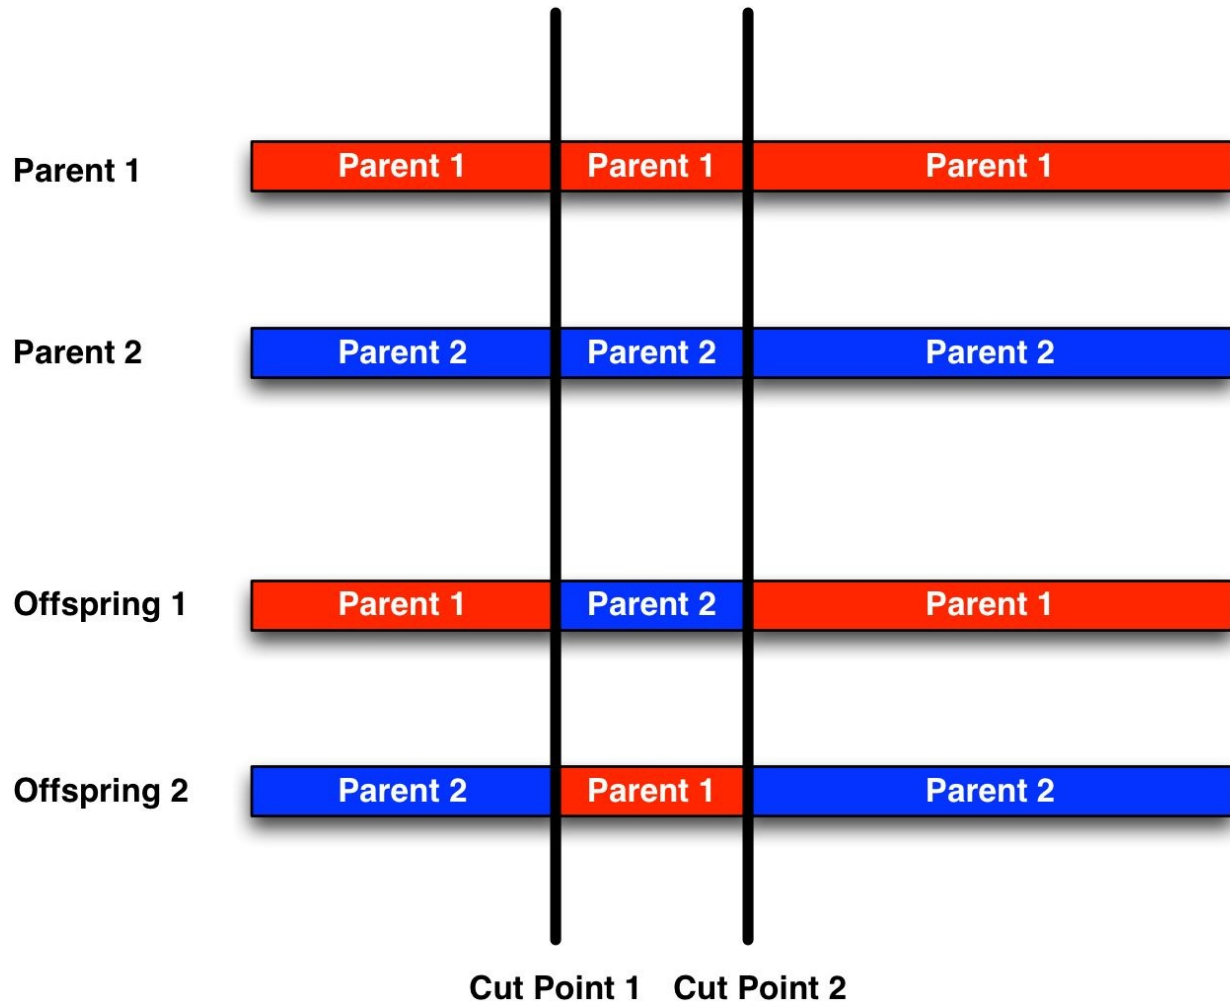 Parent 1 Parent 1 Parent 1 Parent 1
Parent 2 Parent 2 Parent 2 Parent 2
Offspring 1 Parent 1 Parent 2 Parent 1
Offspring 2 Parent 2 Parent 1 Parent 2
Cut Point 1 Cut Point 2